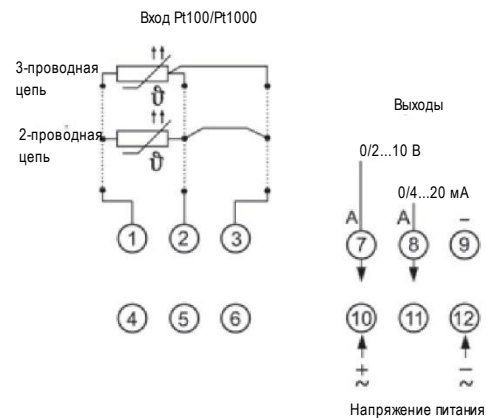 Вход Pt100/Pt1000
3-проводная
цепь
ϑ
2-проводная
цепь
ϑ
Выходы
0/2...10 В
0/4...20 мА
A A –
1 2 3 7 8 9
4 5 6 10 11 12
+ –
~ ~
Напряжение питания